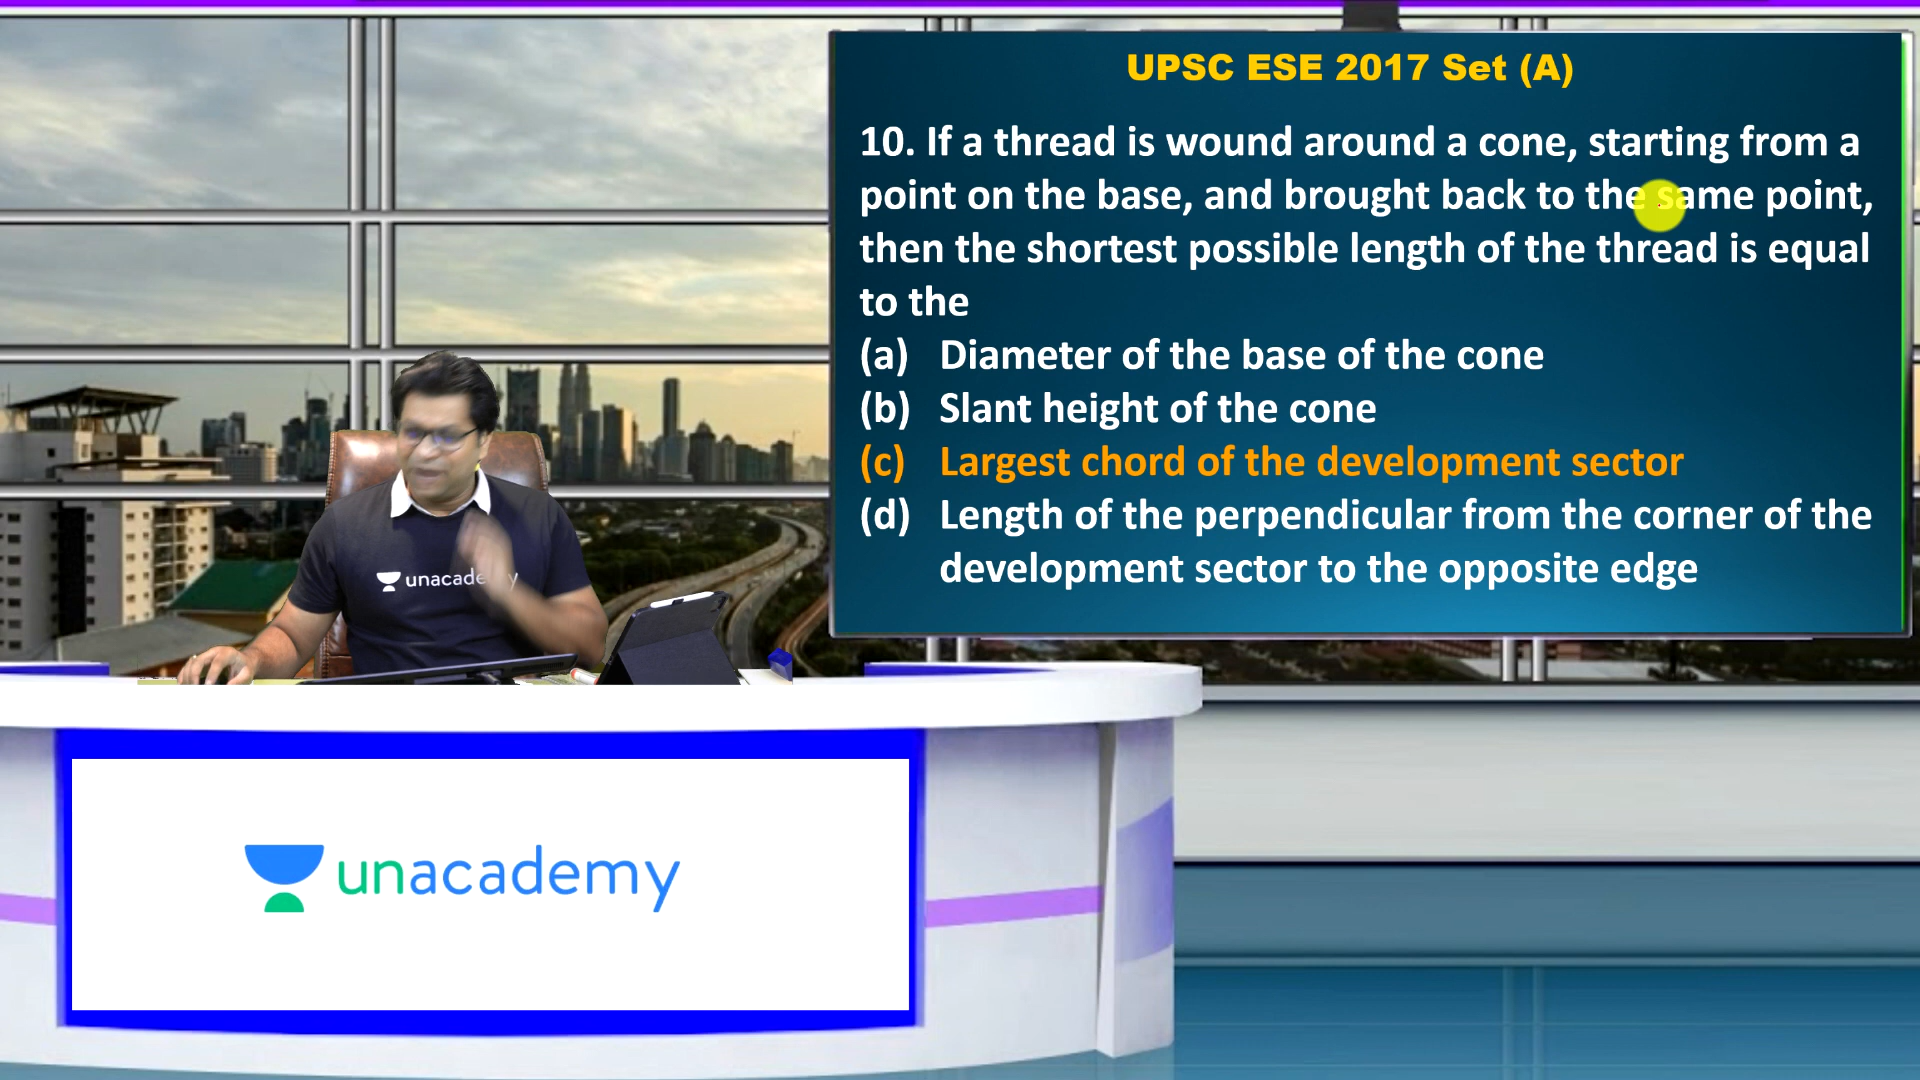 UPSC ESE 2017 Set (A)
10. If a thread is wound around a cone, starting from a
point on the base, and brought back to the same point,
then the shortest possible length of the thread is equal
to the
(a) Diameter of the base of the cone
(b) Slant height of the cone
(c) Largest chord of the development sector
(d) Length of the perpendicular from the corner of the
development sector to the opposite edge
unacademy
unacademy